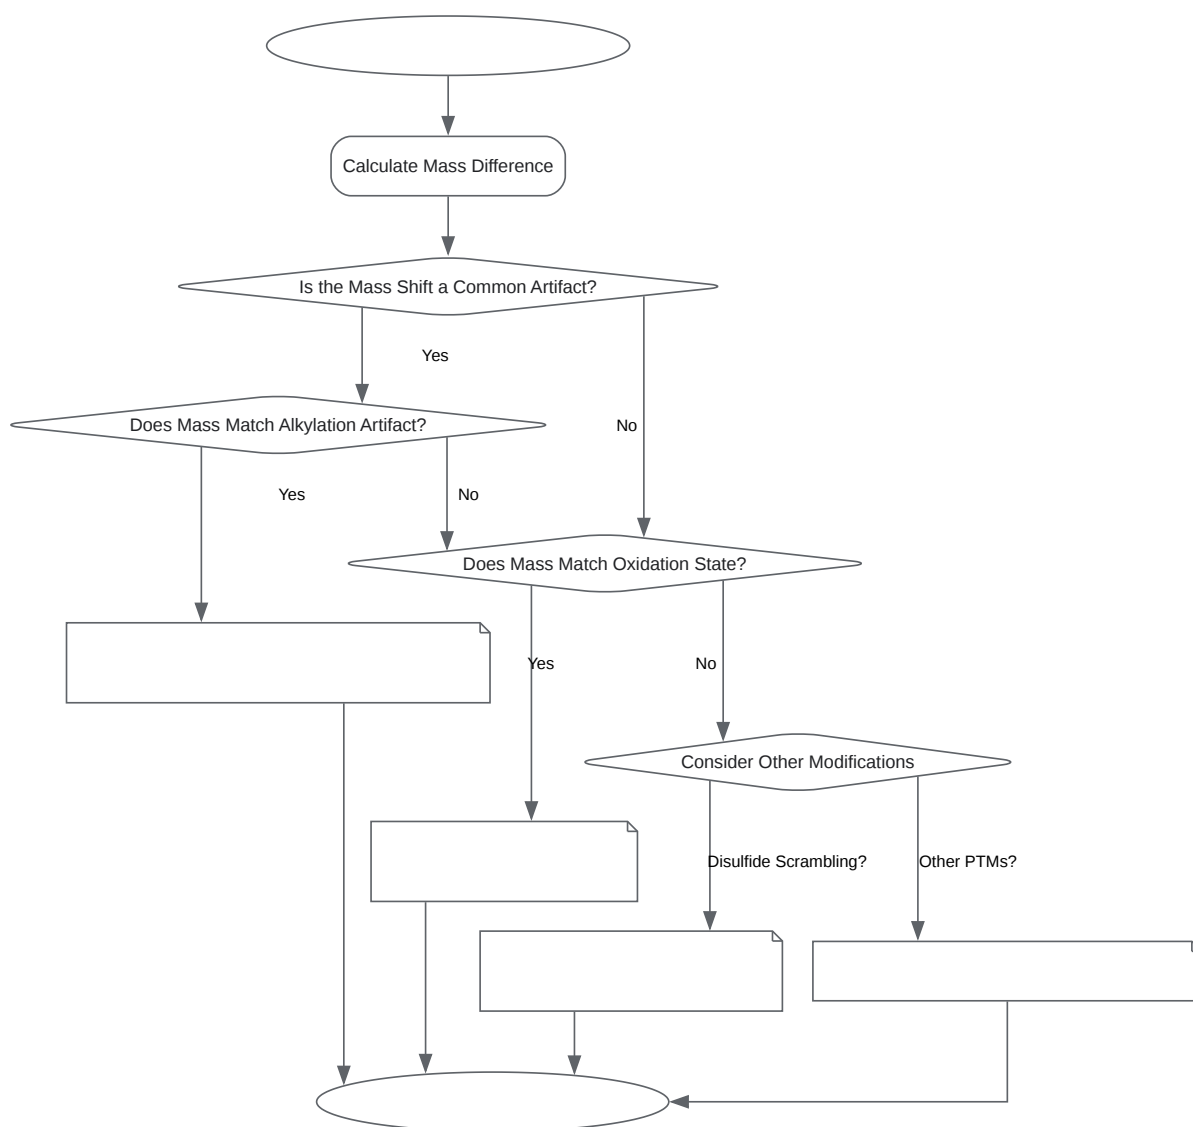 Calculate Mass Difference
Is the Mass Shift a Common Artifact?
Yes
Does Mass Match Alkylation Artifact?
No
Yes
No
Does Mass Match Oxidation State?
Yes
No
Consider Other Modifications
Disulfide Scrambling?
Other PTMs?